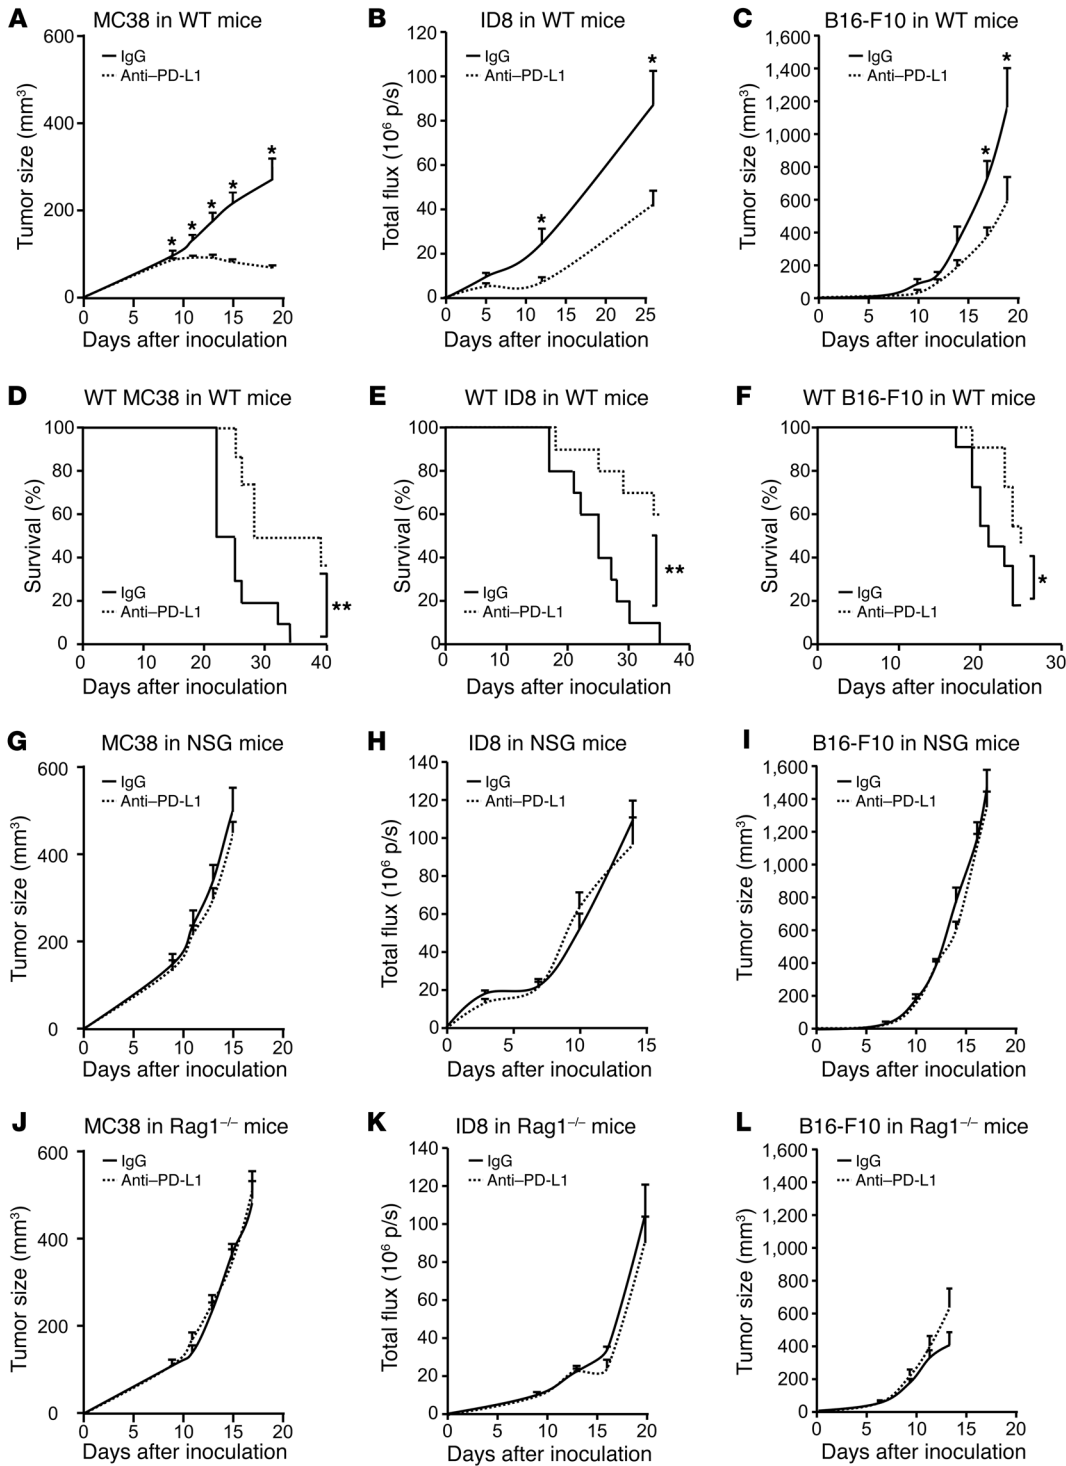 A
MC38 in WT mice
600
400
200
0
Tumor size (mm³)
IgG
Anti–PD-L1
* * * * *
0 5 10 15 20
Days after inoculation
B
ID8 in WT mice
120
100
80
60
40
20
0
Total flux (10⁶ p/s)
IgG
Anti–PD-L1
* *
0 5 10 15 20 25
Days after inoculation
C
B16-F10 in WT mice
1,600
1,400
1,200
1,000
800
600
400
200
0
Tumor size (mm³)
IgG
Anti–PD-L1
* *
0 5 10 15 20
Days after inoculation
D
WT MC38 in WT mice
100
80
60
40
20
0
Survival (%)
IgG
Anti–PD-L1
**
0 10 20 30 40
Days after inoculation
E
WT ID8 in WT mice
100
80
60
40
20
0
Survival (%)
IgG
Anti–PD-L1
**
0 10 20 30 40
Days after inoculation
F
WT B16-F10 in WT mice
100
80
60
40
20
0
Survival (%)
IgG
Anti–PD-L1
*
0 10 20 30
Days after inoculation
G
MC38 in NSG mice
600
400
200
0
Tumor size (mm³)
IgG
Anti–PD-L1
0 5 10 15 20
Days after inoculation
H
ID8 in NSG mice
140
120
100
80
60
40
20
0
Total flux (10⁶ p/s)
IgG
Anti–PD-L1
0 5 10 15
Days after inoculation
I
B16-F10 in NSG mice
1,600
1,400
1,200
1,000
800
600
400
200
0
Tumor size (mm³)
IgG
Anti–PD-L1
0 5 10 15 20
Days after inoculation
J
MC38 in Rag1⁻/⁻ mice
600
400
200
0
Tumor size (mm³)
IgG
Anti–PD-L1
0 5 10 15 20
Days after inoculation
K
ID8 in Rag1⁻/⁻ mice
140
120
100
80
60
40
20
0
Total flux (10⁶ p/s)
IgG
Anti–PD-L1
0 5 10 15 20
Days after inoculation
L
B16-F10 in Rag1⁻/⁻ mice
1,600
1,400
1,200
1,000
800
600
400
200
0
Tumor size (mm³)
IgG
Anti–PD-L1
0 5 10 15 20
Days after inoculation